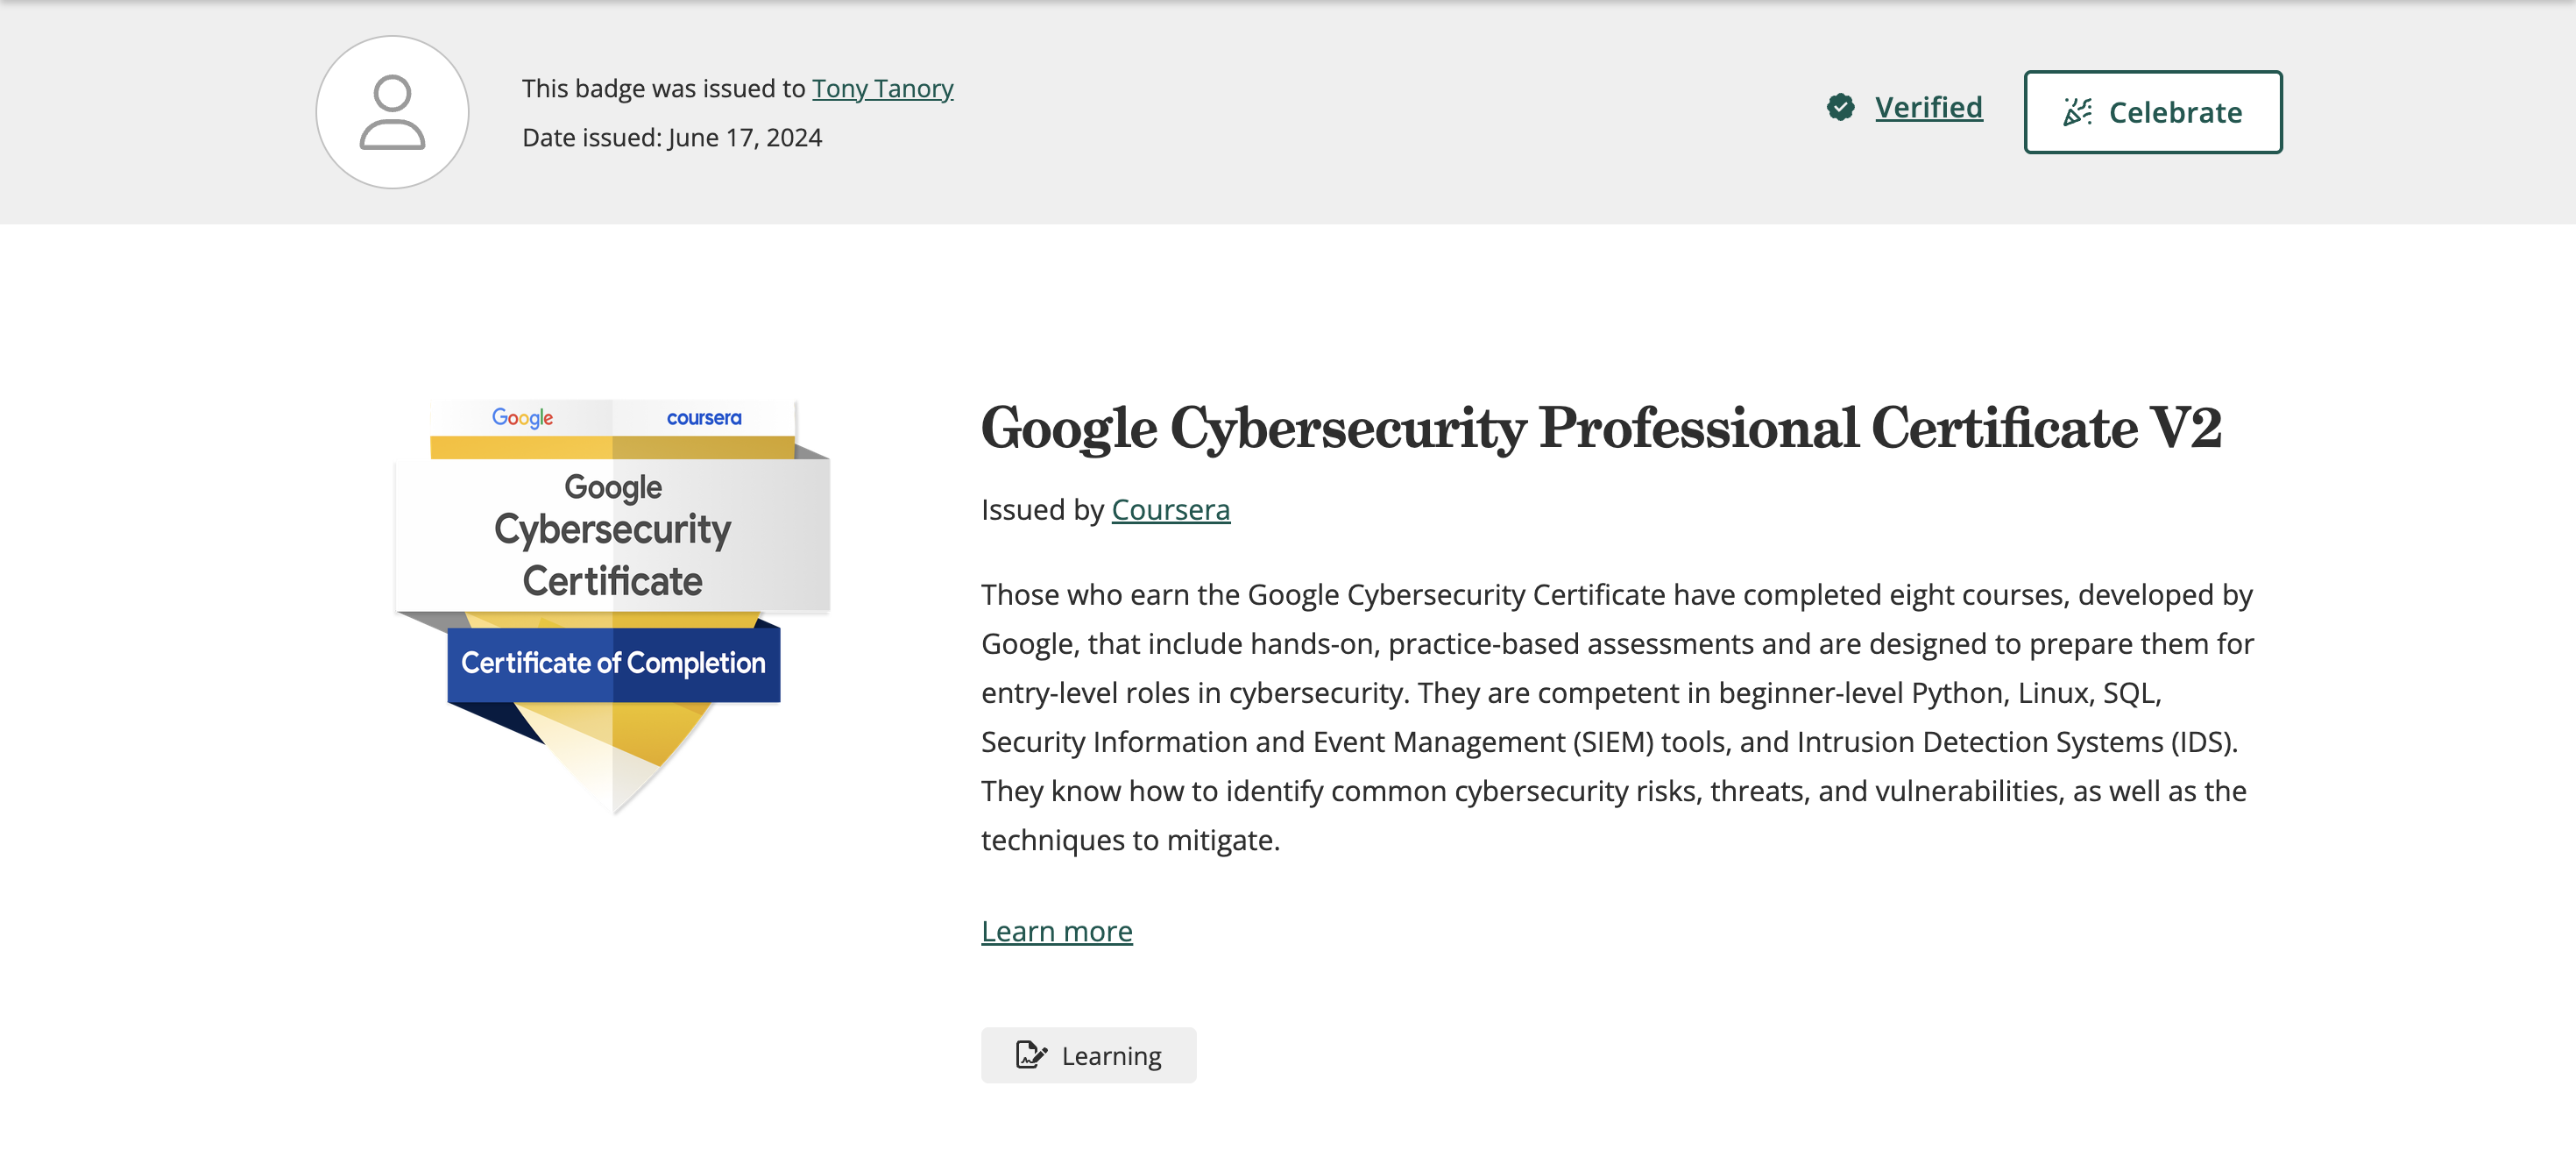 This badge was issued to Tony Tanory
Date issued: June 17, 2024
Verified
Celebrate
Google coursera
Google
Cybersecurity
Certificate
Certificate of Completion
Google Cybersecurity Professional Certificate V2
Issued by Coursera
Those who earn the Google Cybersecurity Certificate have completed eight courses, developed by
Google, that include hands-on, practice-based assessments and are designed to prepare them for
entry-level roles in cybersecurity. They are competent in beginner-level Python, Linux, SQL,
Security Information and Event Management (SIEM) tools, and Intrusion Detection Systems (IDS).
They know how to identify common cybersecurity risks, threats, and vulnerabilities, as well as the
techniques to mitigate.
Learn more
Learning